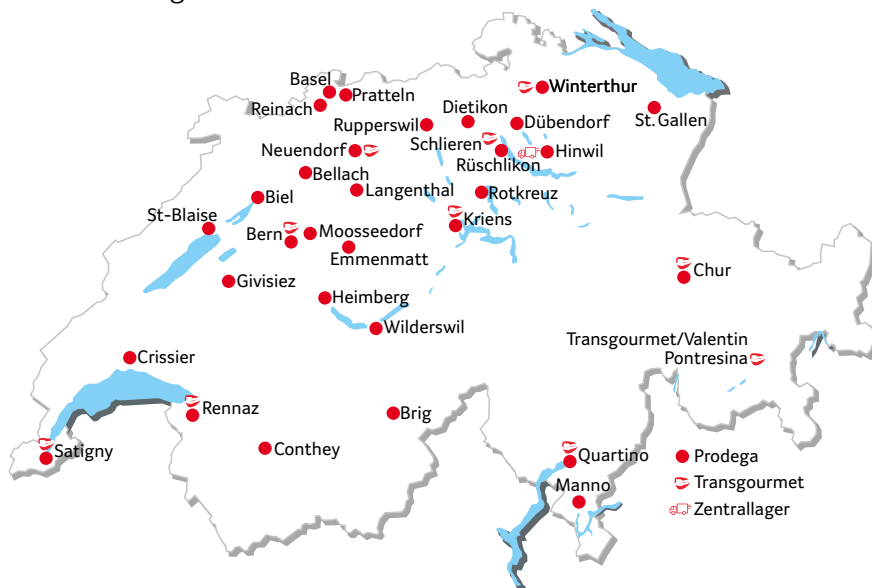 Basel
Pratteln
Reinach
Winterthur
Dietikon
St. Gallen
Rupperswil
Dübendorf
Schlieren
Neuendorf
Rüschlikon
Hinwil
Bellach
Langenthal
Rotkreuz
Biel
St-Blaise
Kriens
Bern
Moosseedorf
Emmenmatt
Chur
Givisiez
Heimberg
Wilderswil
Transgourmet/Valentin
Pontresina
Crissier
Rennaz
Brig
Satigny
Conthey
Quartino
Manno
Prodega
Transgourmet
Zentrallager